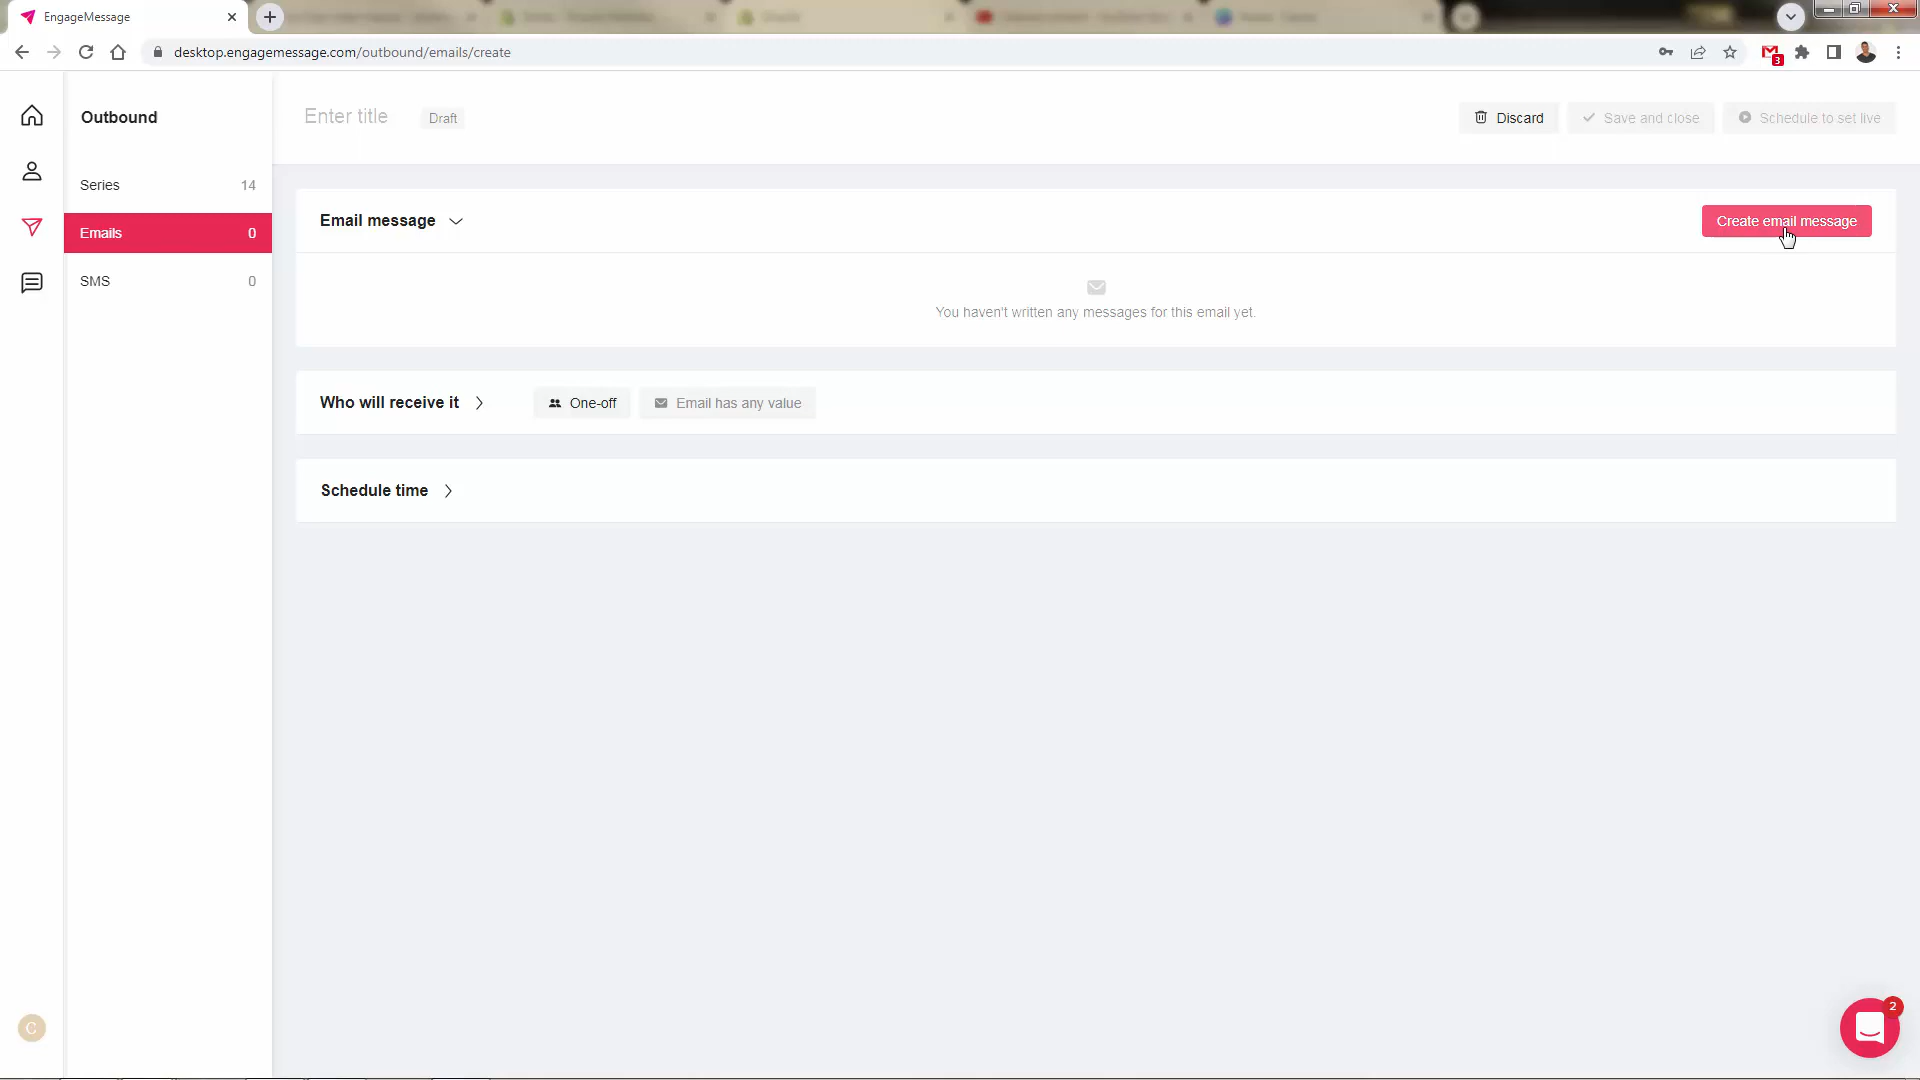 EngageMessage
desktop.engagemessage.com/outbound/emails/create
3
Outbound
Enter title
Draft
Discard
Save and close
Schedule to set live
Series 14
Emails 0
SMS 0
Email message
Create email message
You haven't written any messages for this email yet.
Who will receive it
One-off
Email has any value
Schedule time
C
2